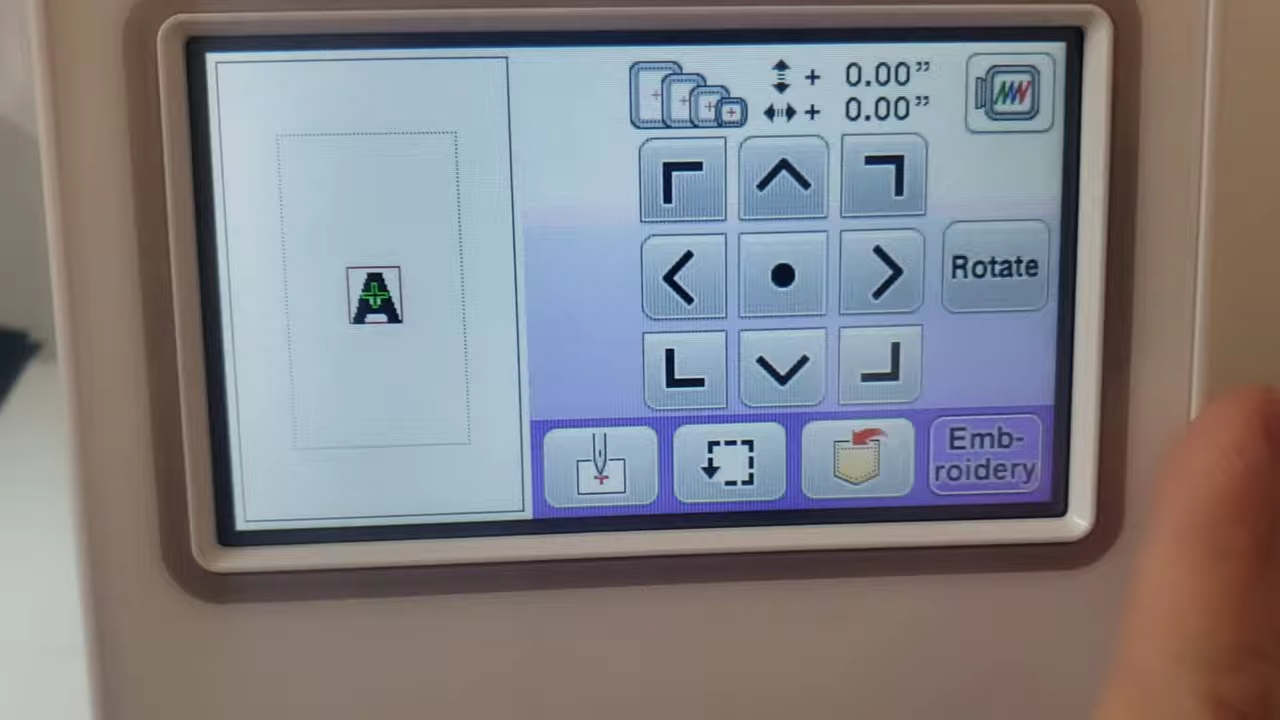 A
+ 0.00"
+ 0.00"
Rotate
Emb-
roidery